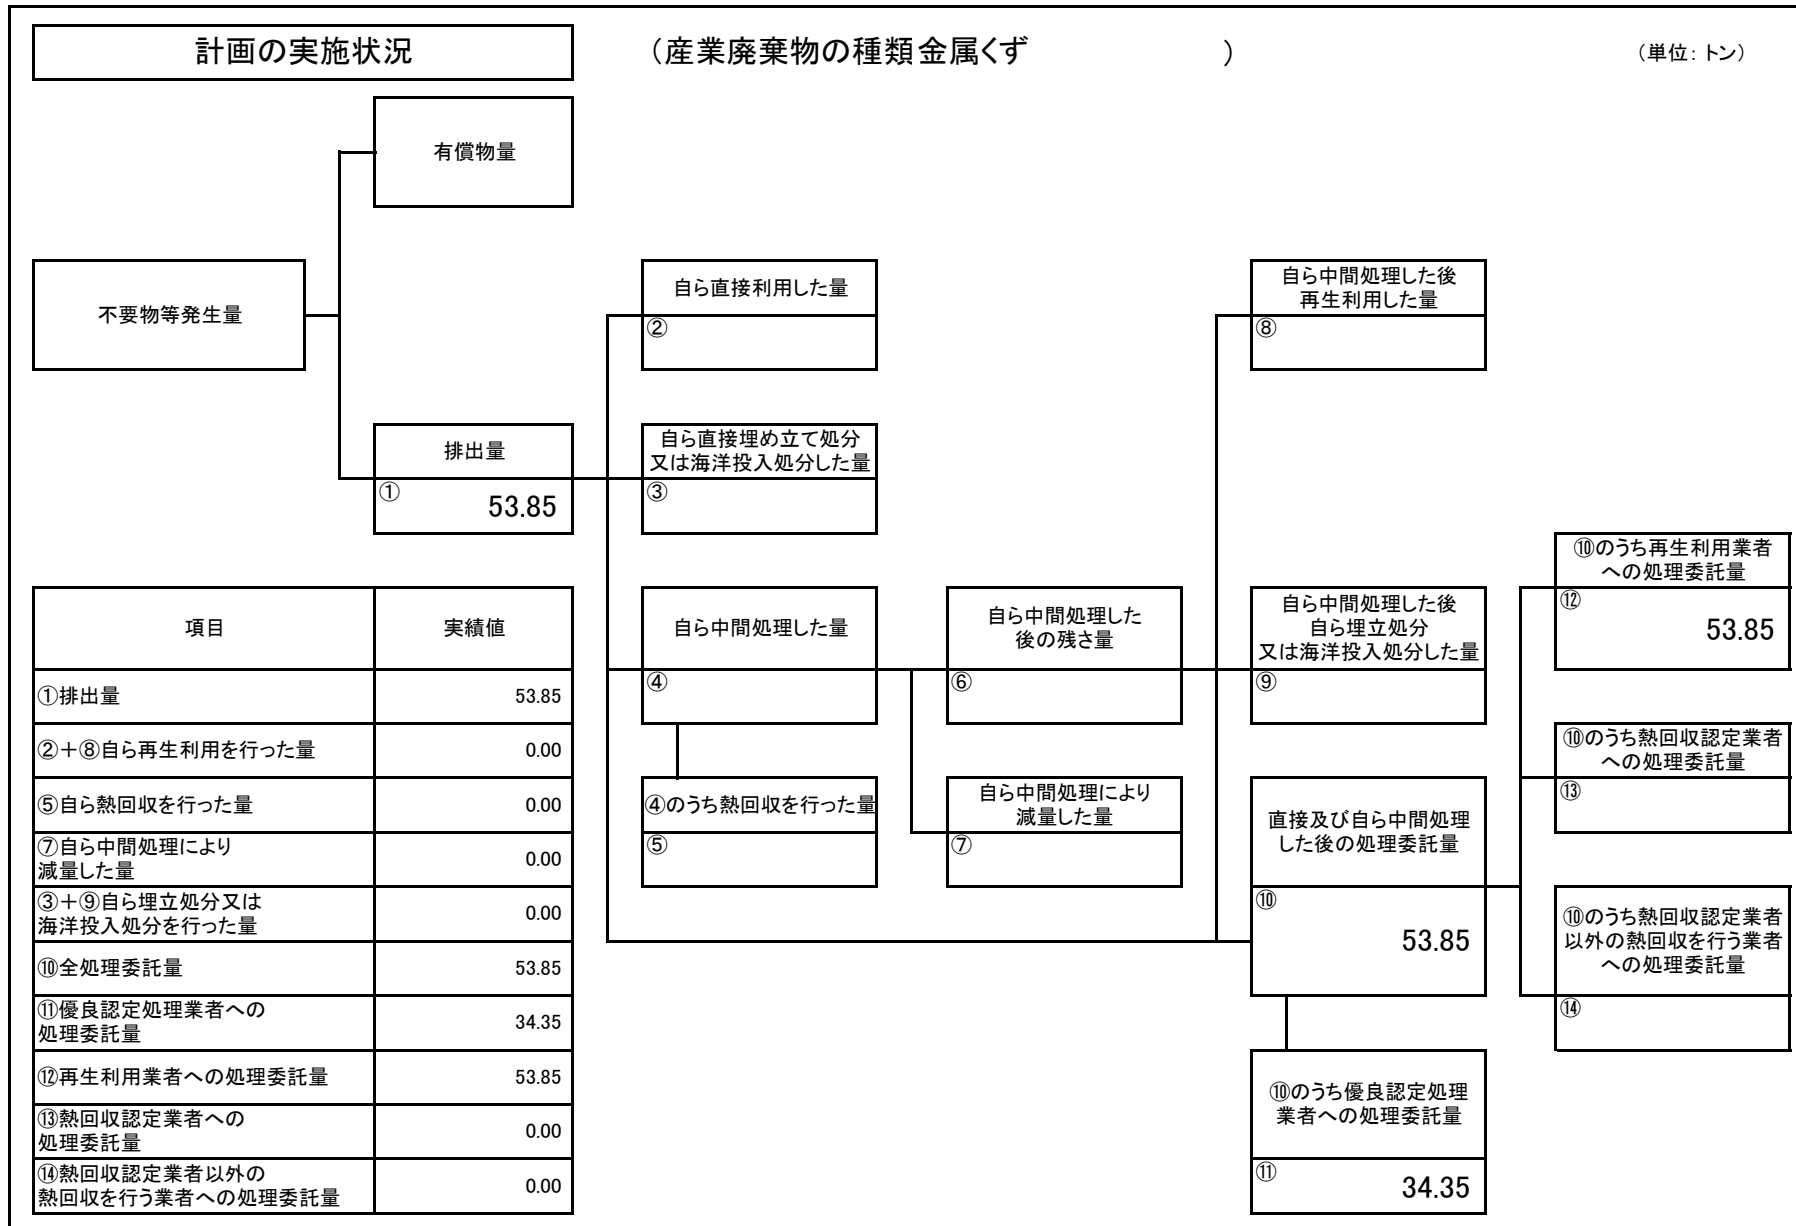 計画の実施状況
（産業廃棄物の種類 金属くず　　　　　　　）
（単位：トン）
有償物量
不要物等発生量
自ら直接利用した量
②
自ら中間処理した後
再生利用した量
⑧
排出量
①
53.85
自ら直接埋め立て処分
又は海洋投入処分した量
③
⑩のうち再生利用業者
への処理委託量
⑫
53.85
自ら中間処理した量
④
自ら中間処理した
後の残さ量
⑥
自ら中間処理した後
自ら埋立処分
又は海洋投入処分した量
⑨
⑩のうち熱回収認定業者
への処理委託量
⑬
④のうち熱回収を行った量
⑤
自ら中間処理により
減量した量
⑦
直接及び自ら中間処理
した後の処理委託量
⑩
53.85
⑩のうち熱回収認定業者
以外の熱回収を行う業者
への処理委託量
⑭
⑩のうち優良認定処理
業者への処理委託量
⑪
34.35
項目 実績値
①排出量 53.85
②＋⑧自ら再生利用を行った量 0.00
⑤自ら熱回収を行った量 0.00
⑦自ら中間処理により
減量した量 0.00
③＋⑨自ら埋立処分又は
海洋投入処分を行った量 0.00
⑩全処理委託量 53.85
⑪優良認定処理業者への
処理委託量 34.35
⑫再生利用業者への処理委託量 53.85
⑬熱回収認定業者への
処理委託量 0.00
⑭熱回収認定業者以外の
熱回収を行う業者への処理委託量 0.00